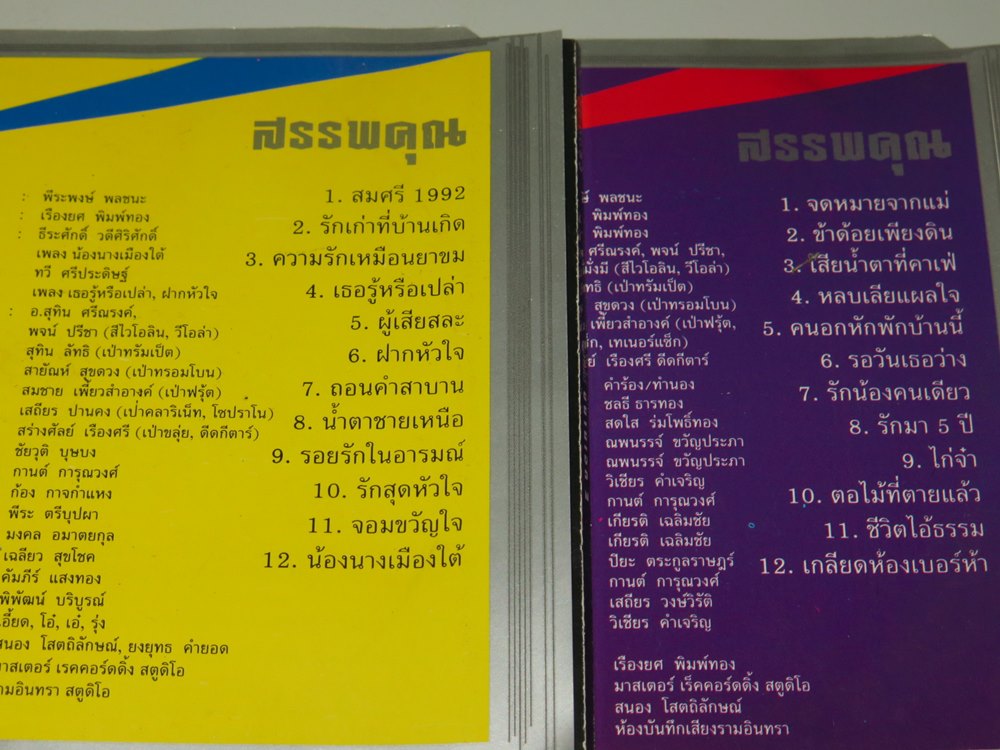 สรรพคุณ
: พีระพงษ์ พลชนะ
: เรืองยศ พิมพ์ทอง
: ธีระศักดิ์ วดีศิริศักดิ์
เพลง น้องนางเมืองใต้
ทวี ศรีประดิษฐ์
เพลง เธอรู้หรือเปล่า, ฝากหัวใจ
: อ.สุทิน ศรีณรงค์,
พจน์ ปรีชา (สีไวโอลิน, วีโอล่า)
สุทิน ลัทธิ (เป่าทรัมเป็ต)
สายัณห์ สุขดวง (เป่าทรอมโบน)
สมชาย เพี้ยวสำอางค์ (เป่าฟรุ้ต)
เสถียร ปานคง (เป่าคลาริเน็ท, โซปราโน)
สร่างศัลย์ เรืองศรี (เป่าขลุ่ย, ดีดกีตาร์)
ชัยวุติ บุษบง
กานต์ การุณวงศ์
ก้อง กาจกำแหง
พีระ ตรีบุปผา
มงคล อมาตยกุล
เฉลียว สุขโชค
คัมภีร์ แสงทอง
พิพัฒน์ บริบูรณ์
เอี้ยด, โอ๋, เอ๋, รุ่ง
สนอง โสตถิลักษณ์, ยงยุทธ คำยอด
มาสเตอร์ เรคคอร์ดดิ้ง สตูดิโอ
รามอินทรา สตูดิโอ
1. สมศรี 1992
2. รักเก่าที่บ้านเกิด
3. ความรักเหมือนยาขม
4. เธอรู้หรือเปล่า
5. ผู้เสียสละ
6. ฝากหัวใจ
7. ถอนคำสาบาน
8. น้ำตาชายเหนือ
9. รอยรักในอารมณ์
10. รักสุดหัวใจ
11. จอมขวัญใจ
12. น้องนางเมืองใต้
สรรพคุณ
พลชนะ
พิมพ์ทอง
พิมพ์ทอง
ศรีณรงค์, พจน์ ปรีชา,
(สีไวโอลิน, วีโอล่า)
(เป่าทรัมเป็ต)
สุขดวง (เป่าทรอมโบน)
เพี้ยวสำอางค์ (เป่าฟรุ้ต,
เทเนอร์แซ็ก)
เรืองศรี ดีดกีตาร์
คำร้อง/ทำนอง
ชลธี ธารทอง
สดใส ร่มโพธิ์ทอง
ณพนรรจ์ ขวัญประภา
ณพนรรจ์ ขวัญประภา
วิเชียร คำเจริญ
กานต์ การุณวงศ์
เกียรติ เฉลิมชัย
เกียรติ เฉลิมชัย
ปิยะ ตระกูลราษฎร์
กานต์ การุณวงศ์
เสถียร วงษ์วิรัติ
วิเชียร คำเจริญ
เรืองยศ พิมพ์ทอง
มาสเตอร์ เร็คคอร์ดดิ้ง สตูดิโอ
สนอง โสตถิลักษณ์
ห้องบันทึกเสียงรามอินทรา
1. จดหมายจากแม่
2. ข้าด้อยเพียงดิน
3. เสียน้ำตาที่คาเฟ่
4. หลบเลียแผลใจ
5. คนอกหักพักบ้านนี้
6. รอวันเธอว่าง
7. รักน้องคนเดียว
8. รักมา 5 ปี
9. ไก่จ๋า
10. ตอไม้ที่ตายแล้ว
11. ชีวิตไอ้ธรรม
12. เกลียดห้องเบอร์ห้า